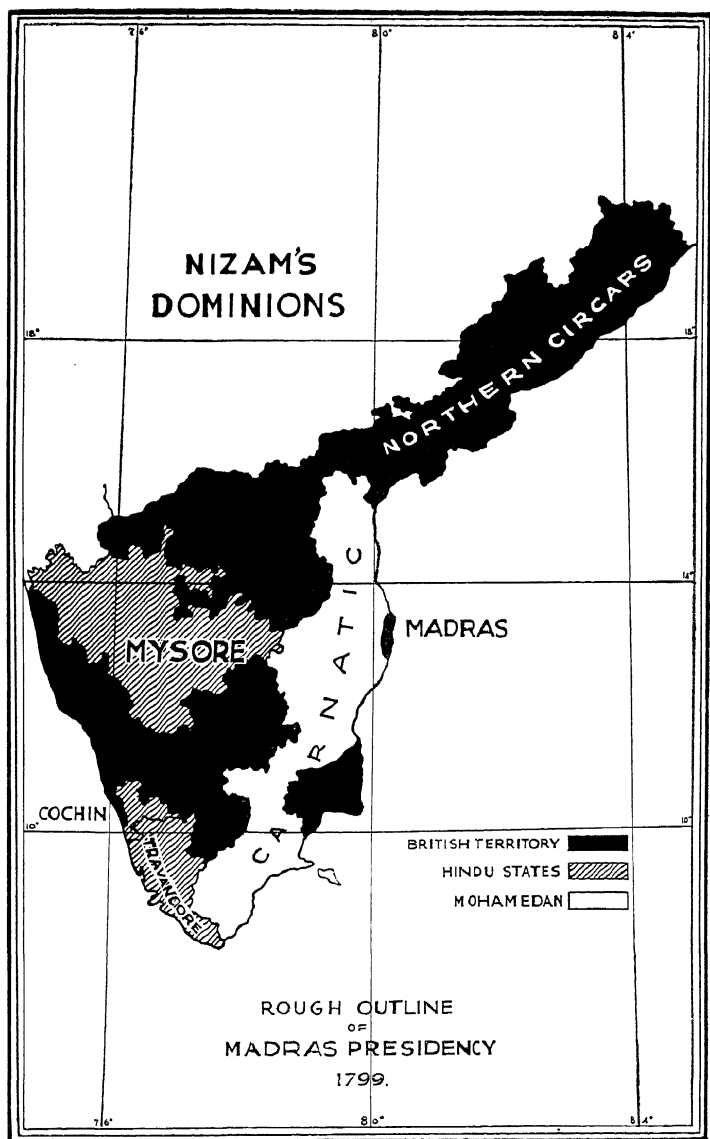 76°
80°
84°
NIZAM'S
DOMINIONS
18°
18°
NORTHERN CIRCARS
14°
CARNATIC
MADRAS
MYSORE
COCHIN
10°
10°
TRAVANCORE
BRITISH TERRITORY
HINDU STATES
MOHAMEDAN
ROUGH OUTLINE
OF
MADRAS PRESIDENCY
1799.
76°
80°
84°